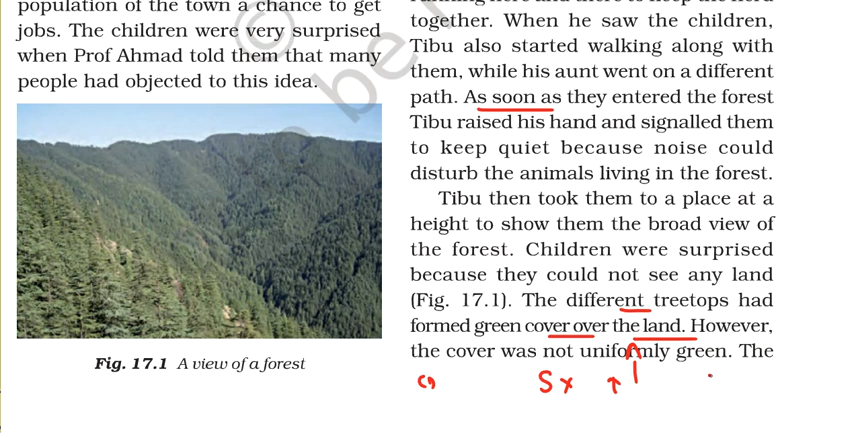 population of the town a chance to get
jobs. The children were very surprised
when Prof Ahmad told them that many
people had objected to this idea.
Fig. 17.1 A view of a forest
together. When he saw the children,
Tibu also started walking along with
them, while his aunt went on a different
path. As soon as they entered the forest
Tibu raised his hand and signalled them
to keep quiet because noise could
disturb the animals living in the forest.
Tibu then took them to a place at a
height to show them the broad view of
the forest. Children were surprised
because they could not see any land
(Fig. 17.1). The different treetops had
formed green cover over the land. However,
the cover was not uniformly green. The